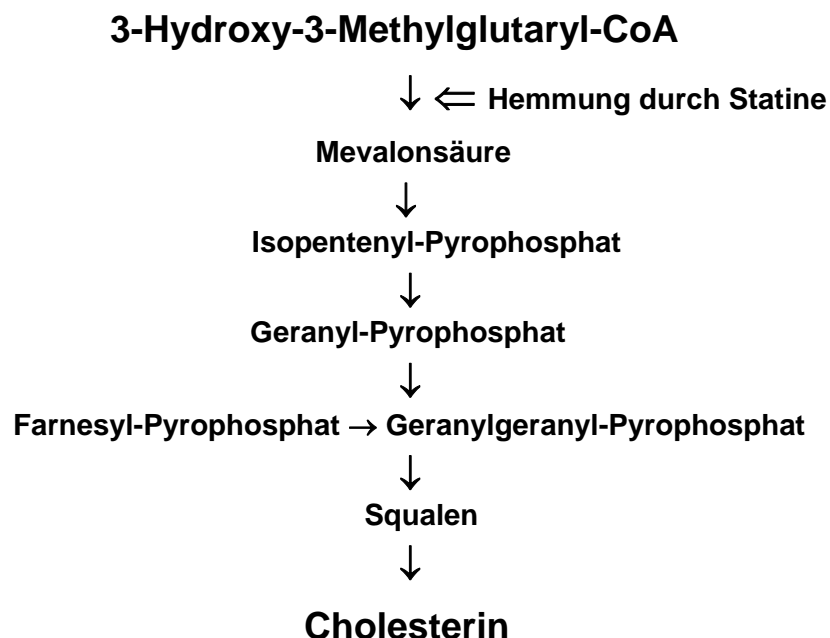 3-Hydroxy-3-Methylglutaryl-CoA
↓ ⇐ Hemmung durch Statine
Mevalonsäure
↓
Isopentenyl-Pyrophosphat
↓
Geranyl-Pyrophosphat
↓
Farnesyl-Pyrophosphat → Geranylgeranyl-Pyrophosphat
↓
Squalen
↓
Cholesterin